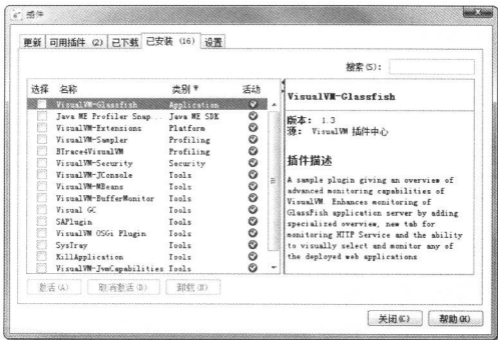 插件
更新 可用插件 (2) 已下载 已安装 (16) 设置
搜索(S):
选择 名称 类别 活动
VisualVM-Glassfish Application
Java ME Profiler Snap... Java ME SDK
VisualVM-Extensions Platform
VisualVM-Sampler Profiling
BTrace4VisualVM Profiling
VisualVM-Security Security
VisualVM-JConsole Tools
VisualVM-MBeans Tools
VisualVM-BufferMonitor Tools
Visual GC Tools
SAPlugin Tools
VisualVM OSGi Plugin Tools
SysTray Tools
KillApplication Tools
VisualVM-JvmCapabilities Tools
VisualVM-Glassfish
版本: 1.3
源: VisualVM 插件中心
插件描述
A sample plugin giving an overview of
advanced monitoring capabilities of
VisualVM. Enhances monitoring of
GlassFish application server by adding
specialized overview, new tab for
monitoring HTTP Service and the ability
to visually select and monitor any of
the deployed web applications
激活(A) 取消激活(D) 卸载(U)
关闭(C) 帮助(H)